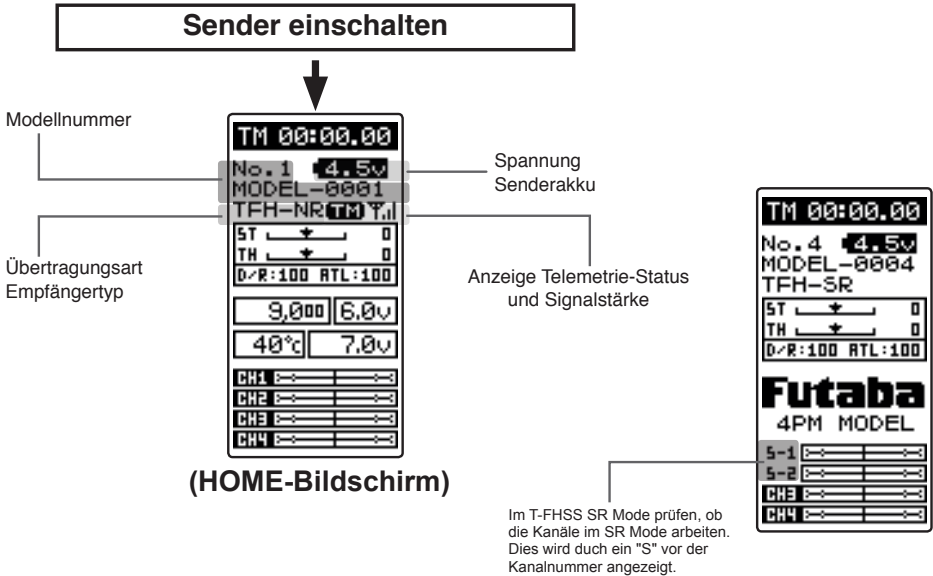 Sender einschalten
Modellnummer
Übertragungsart
Empfängertyp
TM 00:00.00
No.1 4.5v
MODEL-0001
TFH-NR TM
ST 0
TH 0
D/R:100 ATL:100
9,000 6.0v
40°c 7.0v
CH1
CH2
CH3
CH4
(HOME-Bildschirm)
Spannung
Senderakku
Anzeige Telemetrie-Status
und Signalstärke
TM 00:00.00
No.4 4.5v
MODEL-0004
TFH-SR
ST 0
TH 0
D/R:100 ATL:100
Futaba
4PM MODEL
S-1
S-2
CH3
CH4
Im T-FHSS SR Mode prüfen, ob
die Kanäle im SR Mode arbeiten.
Dies wird duch ein "S" vor der
Kanalnummer angezeigt.